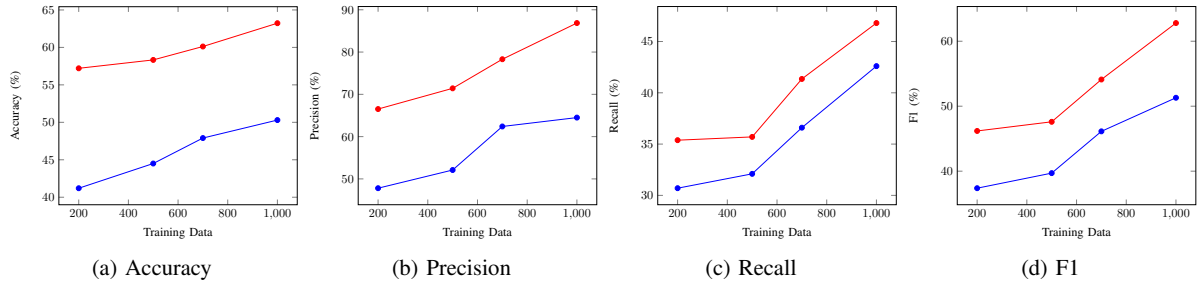 65
60
55
50
45
40
Accuracy (%)
200 400 600 800 1,000
Training Data
(a) Accuracy
90
80
70
60
50
Precision (%)
200 400 600 800 1,000
Training Data
(b) Precision
45
40
35
30
Recall (%)
200 400 600 800 1,000
Training Data
(c) Recall
60
50
40
F1 (%)
200 400 600 800 1,000
Training Data
(d) F1